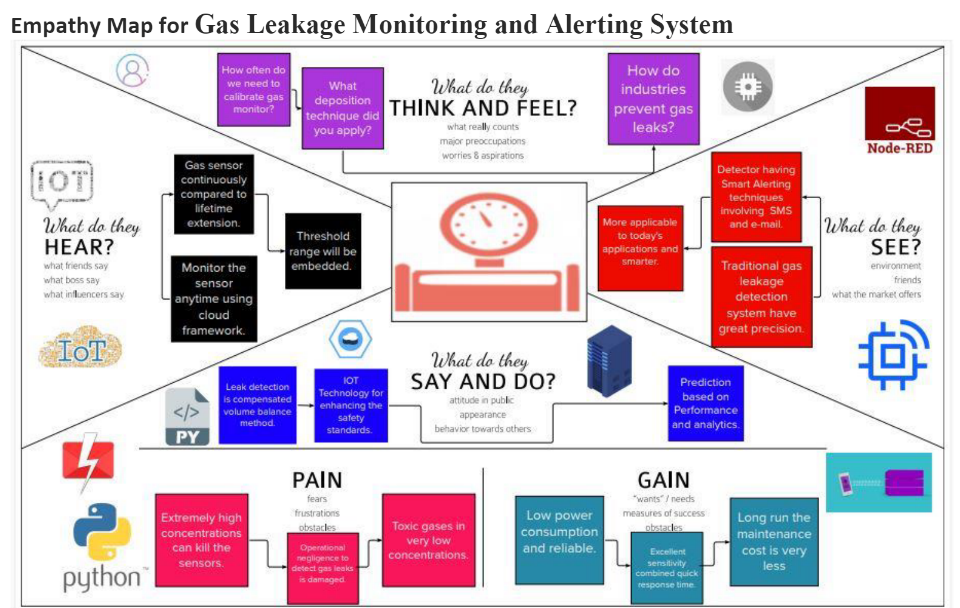 Empathy Map for Gas Leakage Monitoring and Alerting System
How often do
we need to
calibrate gas
monitor?
What
deposition
technique did
you apply?
What do they
THINK AND FEEL?
what really counts
major preoccupations
worries & aspirations
How do
industries
prevent gas
leaks?
Node-RED
IOT
What do they
HEAR?
what friends say
what boss say
what influencers say
Gas sensor
continuously
compared to
lifetime
extension.
Monitor the
sensor
anytime using
cloud
framework.
Threshold
range will be
embedded.
IoT
More applicable
to today's
applications and
smarter.
Detector having
Smart Alerting
techniques
involving SMS
and e-mail.
Traditional gas
leakage
detection
system have
great precision.
What do they
SEE?
environment
friends
what the market offers
PY
Leak detection
is compensated
volume balance
method.
IOT
Technology for
enhancing the
safety
standards.
What do they
SAY AND DO?
attitude in public
appearance
behavior towards others
Prediction
based on
Performance
and analytics.
python™
PAIN
fears
frustrations
obstacles
Extremely high
concentrations
can kill the
sensors.
Operational
negligence to
detect gas leaks
is damaged.
Toxic gases in
very low
concentrations.
GAIN
"wants" / needs
measures of success
obstacles
Low power
consumption
and reliable.
Excellent
sensitivity
combined quick
response time.
Long run the
maintenance
cost is very
less